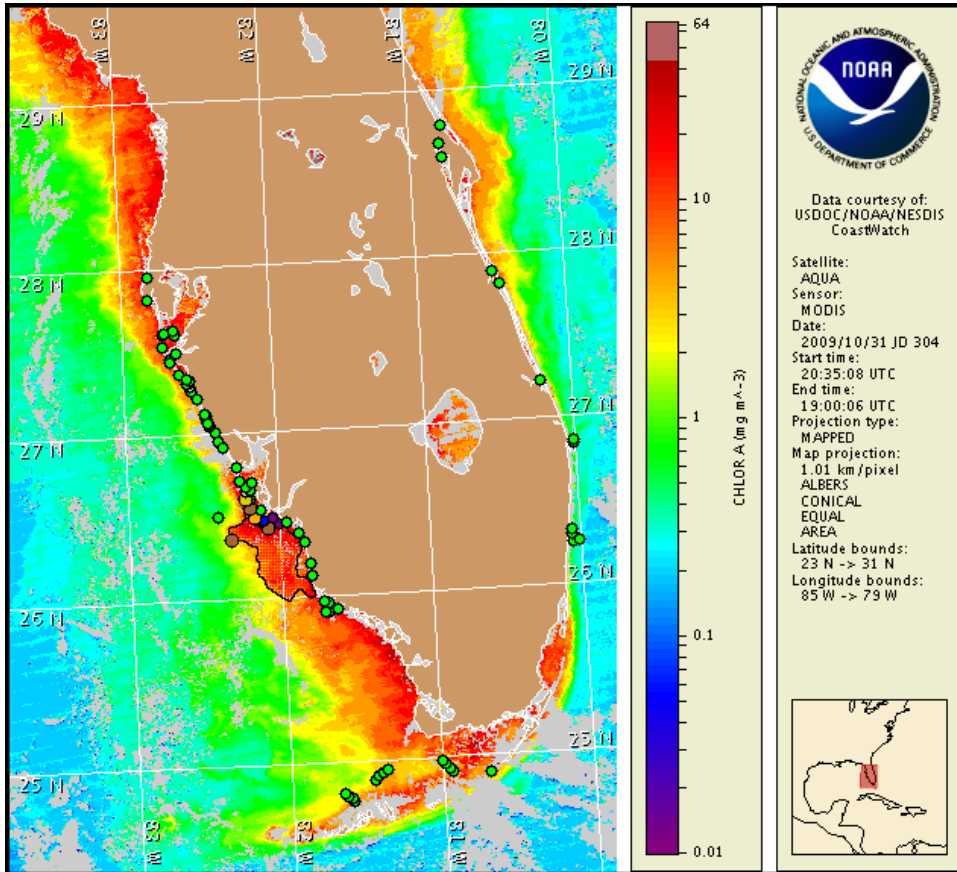 83 W
82 W
81 W
80 W
29 N
29 N
28 N
28 N
27 N
27 N
26 N
26 N
25 N
25 N
83 W
82 W
81 W
64
10
1
0.1
0.01
CHLOR A (mg m^-3)
NATIONAL OCEANIC AND ATMOSPHERIC ADMINISTRATION
NOAA
U.S. DEPARTMENT OF COMMERCE
Data courtesy of:
USDOC/NOAA/NESDIS
CoastWatch
Satellite:
AQUA
Sensor:
MODIS
Date:
2009/10/31 JD 304
Start time:
20:35:08 UTC
End time:
19:00:06 UTC
Projection type:
MAPPED
Map projection:
1.01 km/pixel
ALBERS
CONICAL
EQUAL
AREA
Latitude bounds:
23 N -> 31 N
Longitude bounds:
85 W -> 79 W